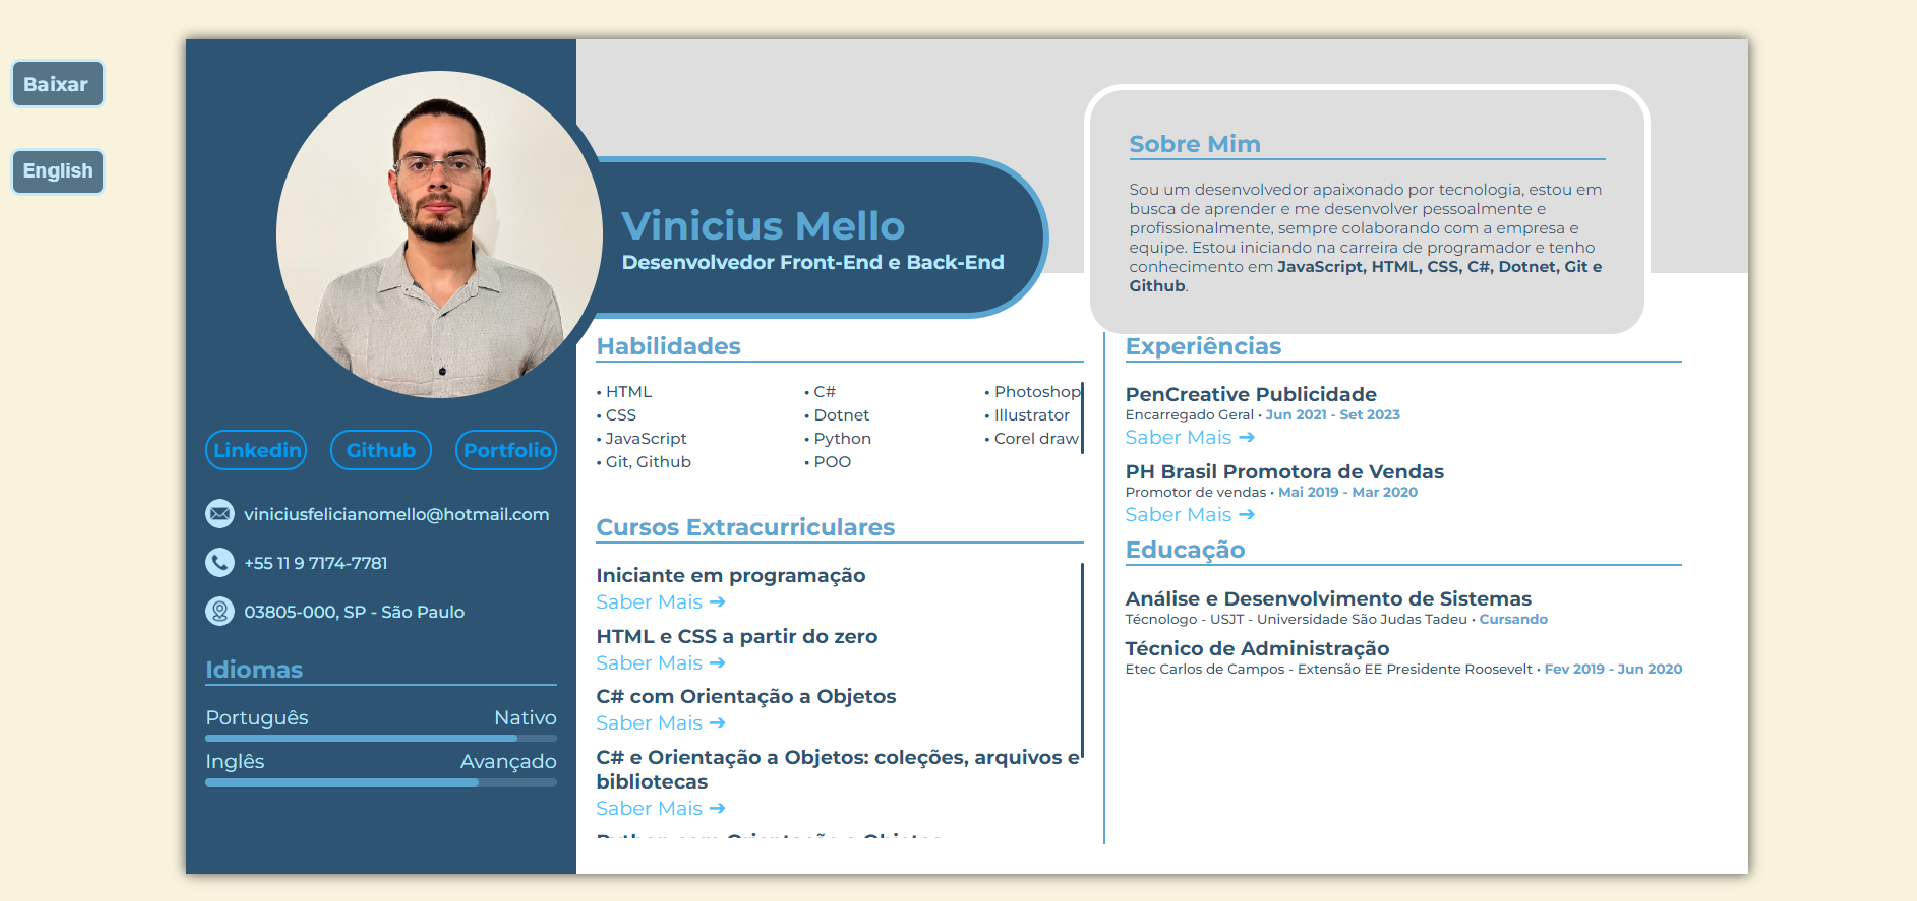 Baixar
English
Vinicius Mello
Desenvolvedor Front-End e Back-End
Sobre Mim
Sou um desenvolvedor apaixonado por tecnologia, estou em
busca de aprender e me desenvolver pessoalmente e
profissionalmente, sempre colaborando com a empresa e
equipe. Estou iniciando na carreira de programador e tenho
conhecimento em JavaScript, HTML, CSS, C#, Dotnet, Git e
Github.
Linkedin
Github
Portfolio
viniciusfelicianomello@hotmail.com
+55 11 9 7174-7781
03805-000, SP - São Paulo
Idiomas
Português Nativo
Inglês Avançado
Habilidades
• HTML
• CSS
• JavaScript
• Git, Github
• C#
• Dotnet
• Python
• POO
• Photoshop
• Illustrator
• Corel draw
Cursos Extracurriculares
Iniciante em programação
Saber Mais ➔
HTML e CSS a partir do zero
Saber Mais ➔
C# com Orientação a Objetos
Saber Mais ➔
C# e Orientação a Objetos: coleções, arquivos e
bibliotecas
Saber Mais ➔
Python com Orientação a Objetos
Experiências
PenCreative Publicidade
Encarregado Geral • Jun 2021 - Set 2023
Saber Mais ➔
PH Brasil Promotora de Vendas
Promotor de vendas • Mai 2019 - Mar 2020
Saber Mais ➔
Educação
Análise e Desenvolvimento de Sistemas
Técnologo - USJT - Universidade São Judas Tadeu • Cursando
Técnico de Administração
Etec Carlos de Campos - Extensão EE Presidente Roosevelt • Fev 2019 - Jun 2020